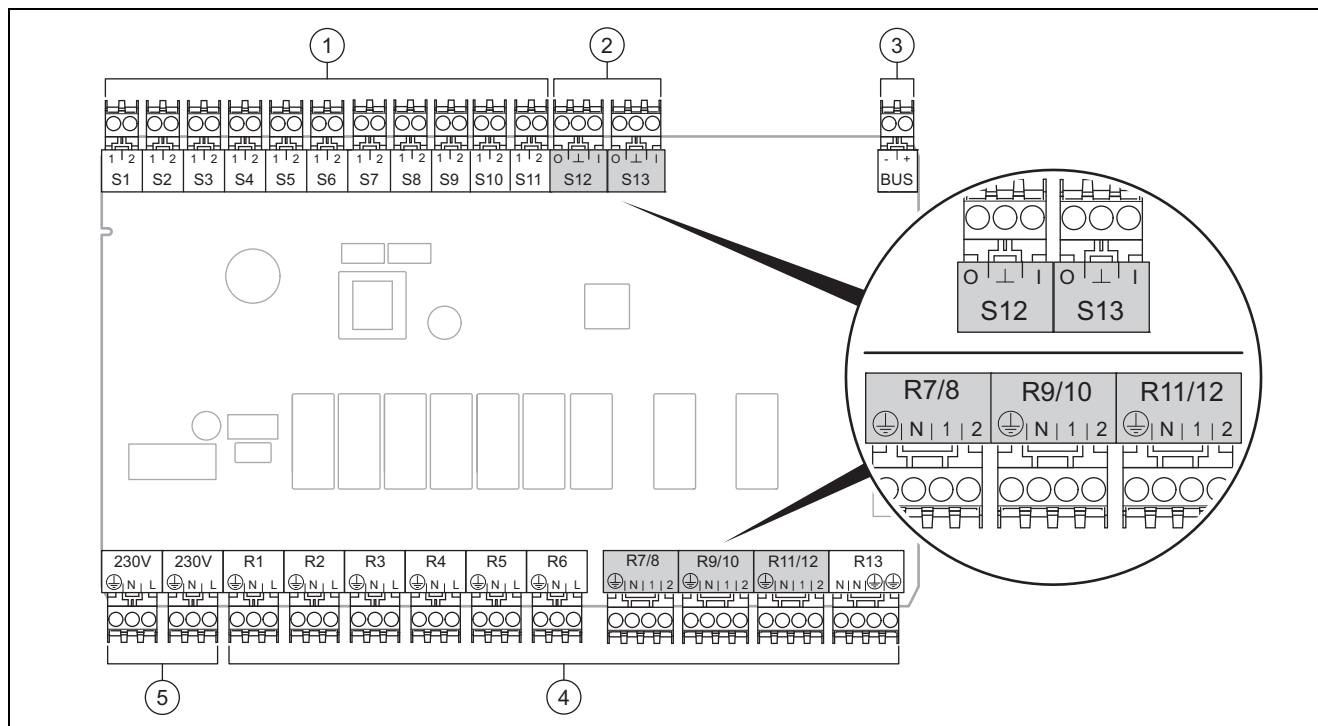 1 2 3
1 2 1 2 1 2 1 2 1 2 1 2 1 2 1 2 1 2 1 2 1 2 O ⊥ I O ⊥ I - +
S1 S2 S3 S4 S5 S6 S7 S8 S9 S10 S11 S12 S13 BUS
O ⊥ I O ⊥ I
S12 S13
R7/8 R9/10 R11/12
⏚ N 1 2 ⏚ N 1 2 ⏚ N 1 2
230V 230V R1 R2 R3 R4 R5 R6 R7/8 R9/10 R11/12 R13
⏚ N L ⏚ N L ⏚ N L ⏚ N L ⏚ N L ⏚ N L ⏚ N L ⏚ N L ⏚ N 1 2 ⏚ N 1 2 ⏚ N 1 2 N N ⏚ ⏚
5 4